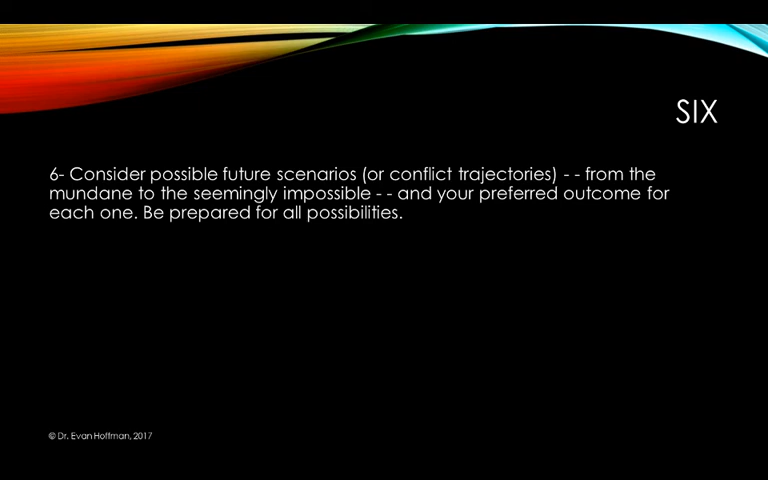 SIX
6- Consider possible future scenarios (or conflict trajectories) - - from the
mundane to the seemingly impossible - - and your preferred outcome for
each one. Be prepared for all possibilities.
© Dr. Evan Hoffman, 2017